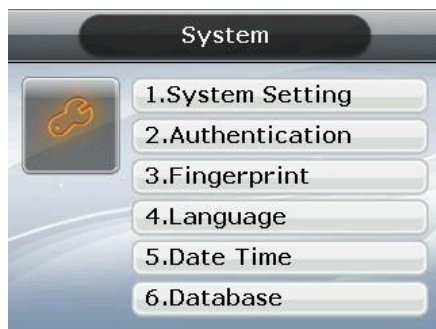 System
1.System Setting
2.Authentication
3.Fingerprint
4.Language
5.Date Time
6.Database